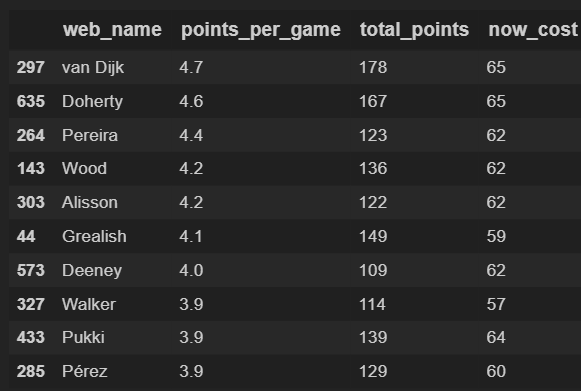 web_name points_per_game total_points now_cost
297 van Dijk 4.7 178 65
635 Doherty 4.6 167 65
264 Pereira 4.4 123 62
143 Wood 4.2 136 62
303 Alisson 4.2 122 62
44 Grealish 4.1 149 59
573 Deeney 4.0 109 62
327 Walker 3.9 114 57
433 Pukki 3.9 139 64
285 Pérez 3.9 129 60